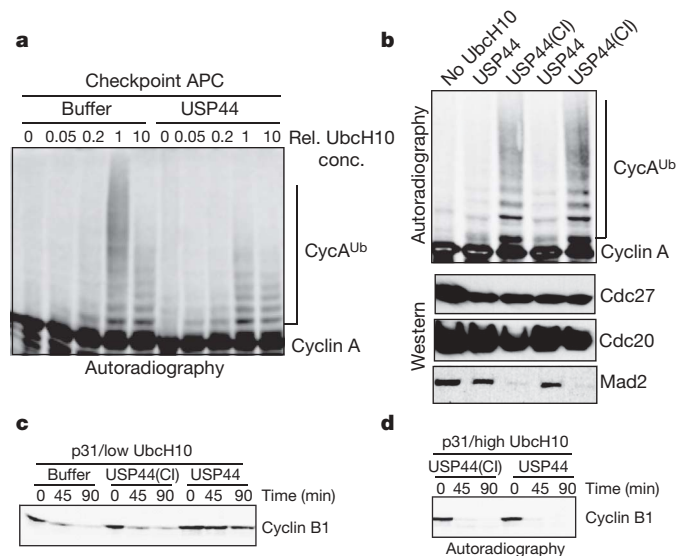 a
Checkpoint APC
Buffer USP44
0 0.05 0.2 1 10 0 0.05 0.2 1 10 Rel. UbcH10 conc.
CycA^Ub
Cyclin A
Autoradiography
b
No UbcH10 USP44 USP44(CI) USP44 USP44(CI)
Autoradiography
CycA^Ub
Cyclin A
Western
Cdc27
Cdc20
Mad2
c
p31/low UbcH10
Buffer USP44(CI) USP44
0 45 90 0 45 90 0 45 90 Time (min)
Cyclin B1
d
p31/high UbcH10
USP44(CI) USP44
0 45 90 0 45 90 Time (min)
Cyclin B1
Autoradiography